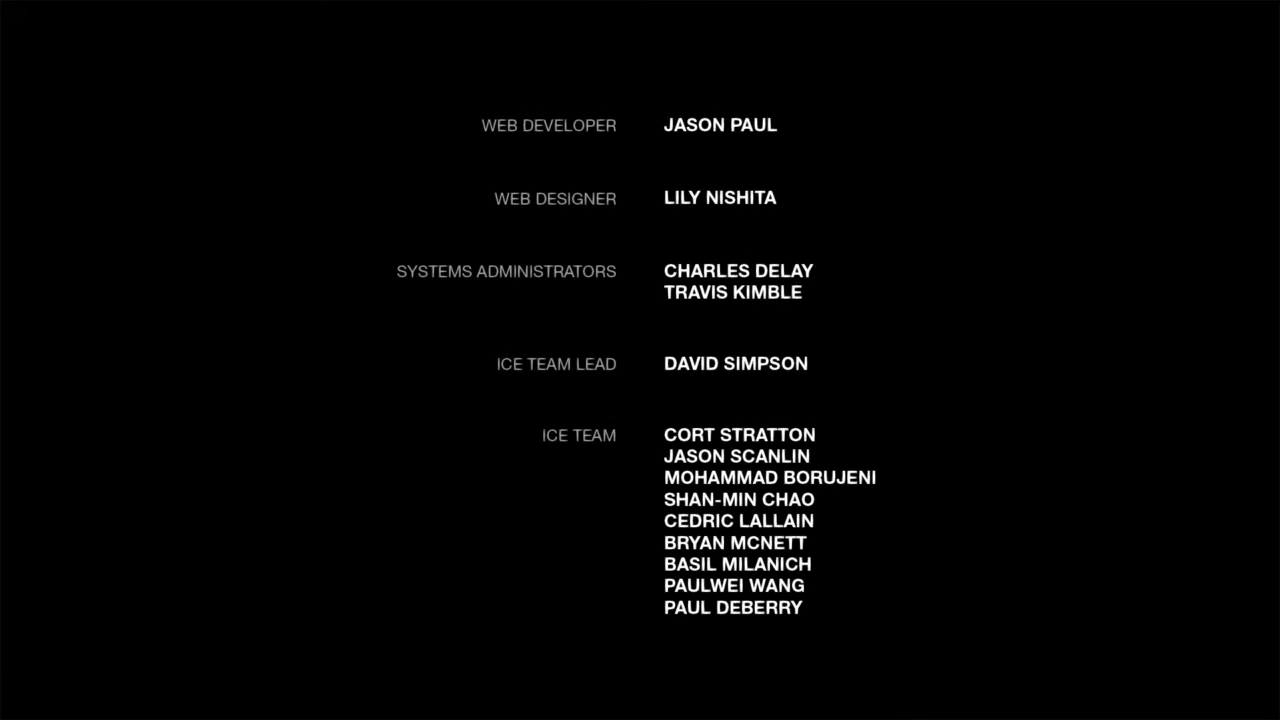 WEB DEVELOPER JASON PAUL
WEB DESIGNER LILY NISHITA
SYSTEMS ADMINISTRATORS CHARLES DELAY
TRAVIS KIMBLE
ICE TEAM LEAD DAVID SIMPSON
ICE TEAM CORT STRATTON
JASON SCANLIN
MOHAMMAD BORUJENI
SHAN-MIN CHAO
CEDRIC LALLAIN
BRYAN MCNETT
BASIL MILANICH
PAULWEI WANG
PAUL DEBERRY